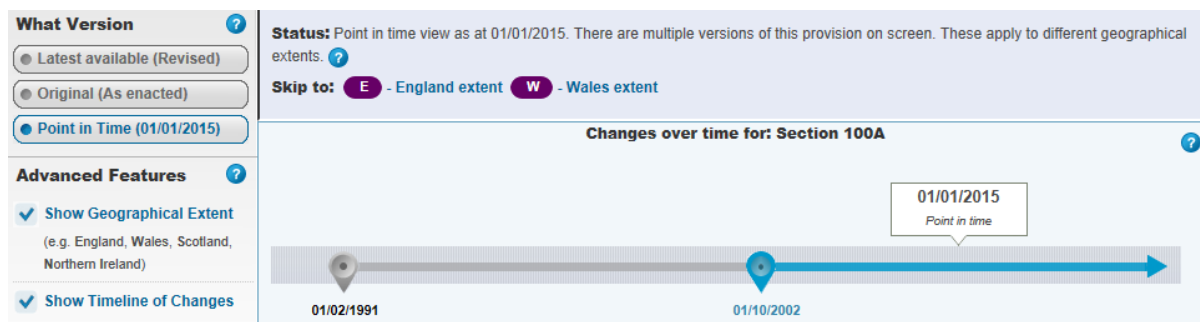 What Version
?
Latest available (Revised)
Original (As enacted)
Point in Time (01/01/2015)
Advanced Features
?
Show Geographical Extent
(e.g. England, Wales, Scotland,
Northern Ireland)
Show Timeline of Changes
Status: Point in time view as at 01/01/2015. There are multiple versions of this provision on screen. These apply to different geographical
extents. ?
Skip to: E - England extent W - Wales extent
Changes over time for: Section 100A
?
01/01/2015
Point in time
01/02/1991
01/10/2002